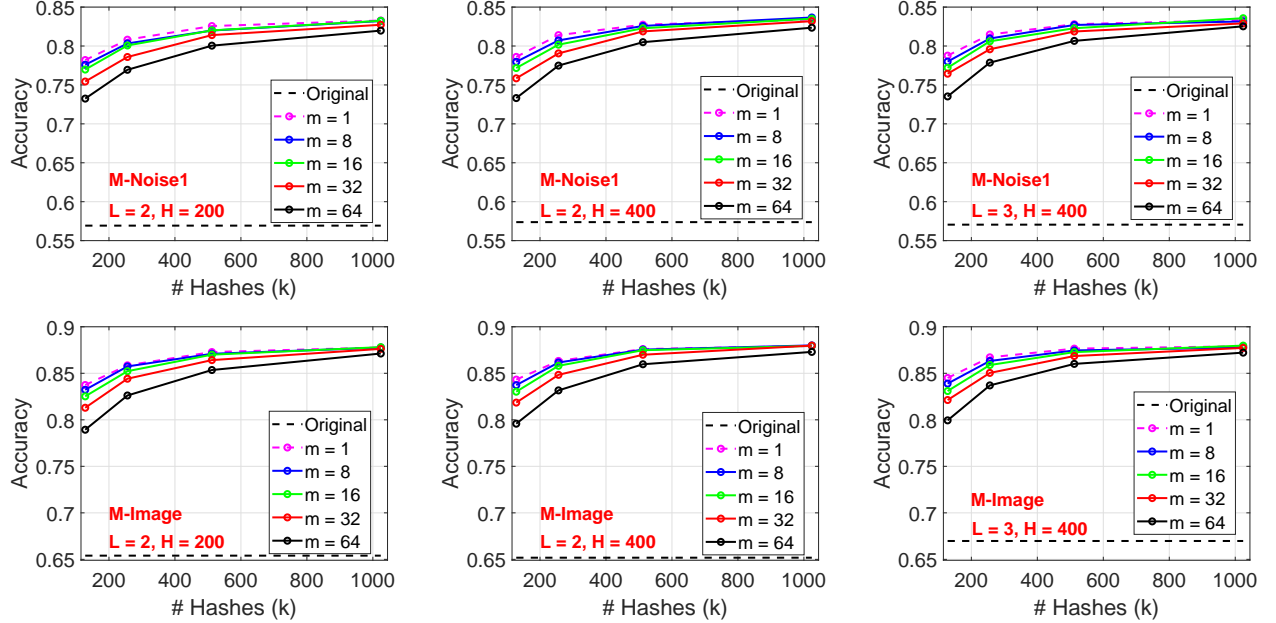 0.85
0.8
0.75
0.7
0.65
0.6
0.55
Accuracy
Original
m = 1
m = 8
m = 16
m = 32
m = 64
M-Noise1
L = 2, H = 200
200 400 600 800 1000
# Hashes (k)
0.85
0.8
0.75
0.7
0.65
0.6
0.55
Accuracy
Original
m = 1
m = 8
m = 16
m = 32
m = 64
M-Noise1
L = 2, H = 400
200 400 600 800 1000
# Hashes (k)
0.85
0.8
0.75
0.7
0.65
0.6
0.55
Accuracy
Original
m = 1
m = 8
m = 16
m = 32
m = 64
M-Noise1
L = 3, H = 400
200 400 600 800 1000
# Hashes (k)
0.9
0.85
0.8
0.75
0.7
0.65
Accuracy
Original
m = 1
m = 8
m = 16
m = 32
m = 64
M-Image
L = 2, H = 200
200 400 600 800 1000
# Hashes (k)
0.9
0.85
0.8
0.75
0.7
0.65
Accuracy
Original
m = 1
m = 8
m = 16
m = 32
m = 64
M-Image
L = 2, H = 400
200 400 600 800 1000
# Hashes (k)
0.9
0.85
0.8
0.75
0.7
0.65
Accuracy
Original
m = 1
m = 8
m = 16
m = 32
m = 64
M-Image
L = 3, H = 400
200 400 600 800 1000
# Hashes (k)